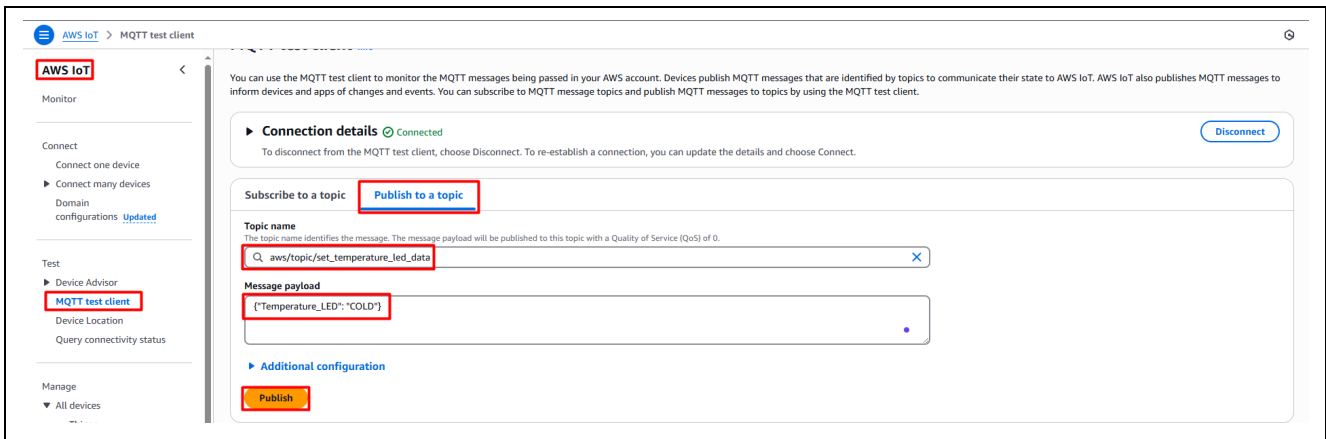 AWS IoT > MQTT test client
AWS IoT
Monitor
Connect
Connect one device
Connect many devices
Domain
configurations Updated
Test
Device Advisor
MQTT test client
Device Location
Query connectivity status
Manage
All devices
You can use the MQTT test client to monitor the MQTT messages being passed in your AWS account. Devices publish MQTT messages that are identified by topics to communicate their state to AWS IoT. AWS IoT also publishes MQTT messages to
inform devices and apps of changes and events. You can subscribe to MQTT message topics and publish MQTT messages to topics by using the MQTT test client.
Connection details Connected
Disconnect
To disconnect from the MQTT test client, choose Disconnect. To re-establish a connection, you can update the details and choose Connect.
Subscribe to a topic Publish to a topic
Topic name
The topic name identifies the message. The message payload will be published to this topic with a Quality of Service (QoS) of 0.
aws/topic/set_temperature_led_data
Message payload
{"Temperature_LED": "COLD"}
Additional configuration
Publish